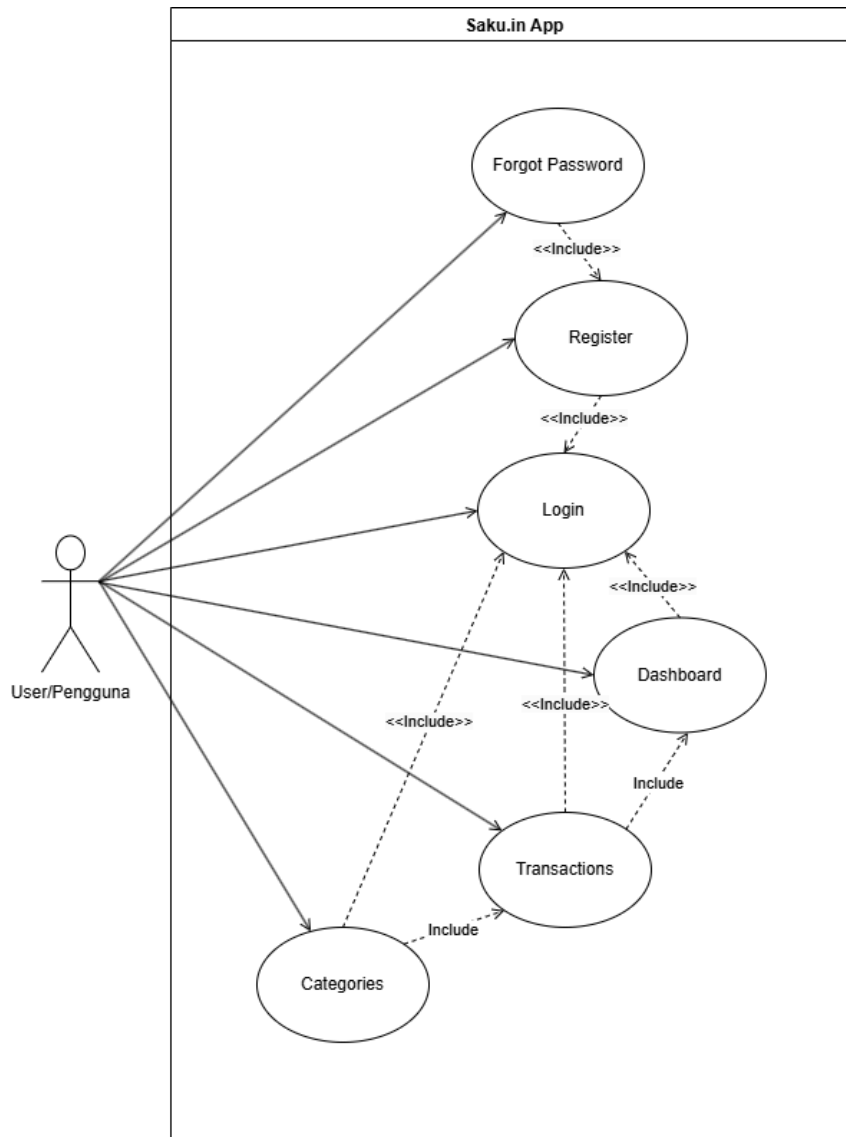 Saku.in App
Forgot Password
<<Include>>
Register
<<Include>>
Login
<<Include>>
Dashboard
User/Pengguna
<<Include>>
<<Include>>
Include
Transactions
Include
Categories